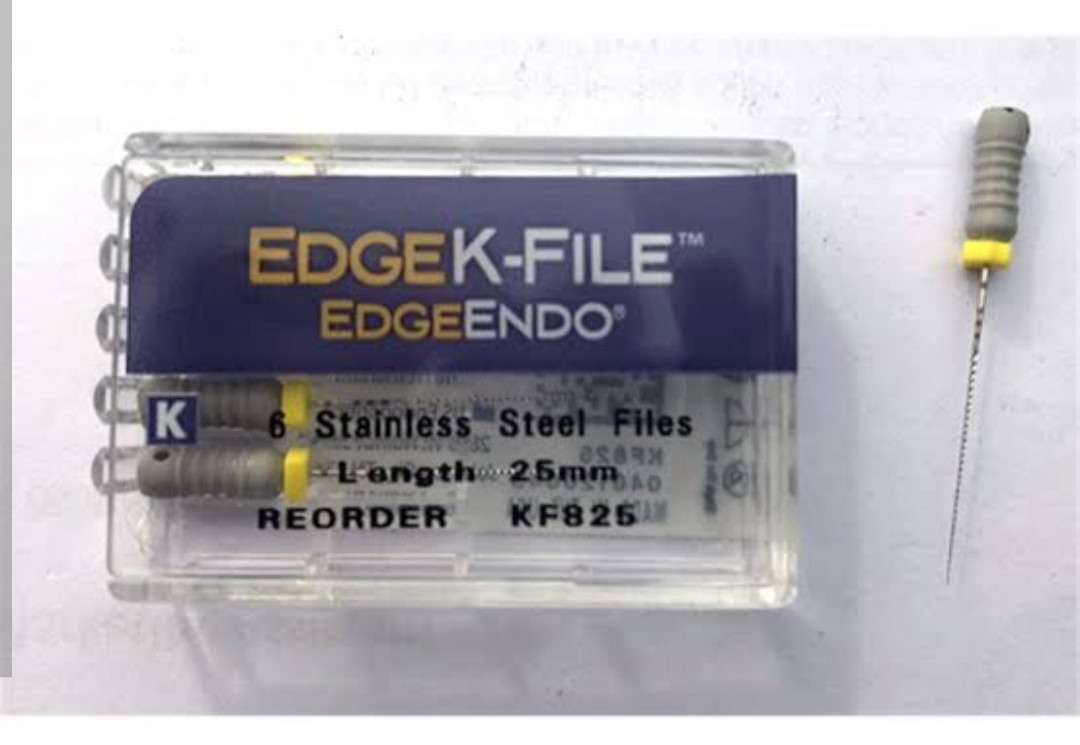 EDGEK-FILE™
EDGEENDO®
K
6 Stainless Steel Files
Length 25mm
REORDER KF825